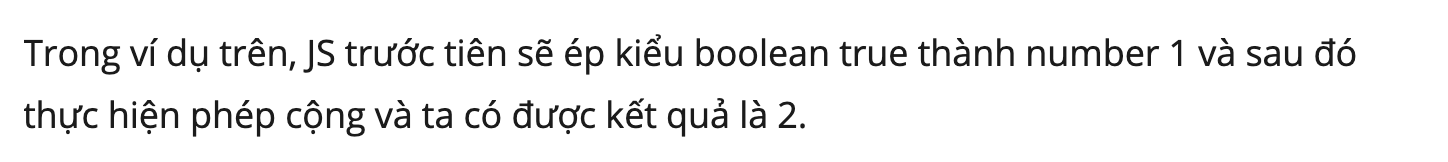 Trong ví dụ trên, JS trước tiên sẽ ép kiểu boolean true thành number 1 và sau đó
thực hiện phép cộng và ta có được kết quả là 2.